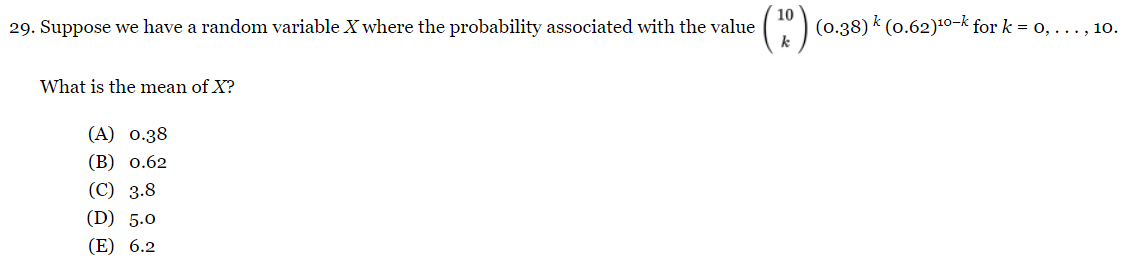 29. Suppose we have a random variable X where the probability associated with the value (10 k) (0.38)^k (0.62)^10−k for k = 0, . . . , 10.
What is the mean of X?
(A) 0.38
(B) 0.62
(C) 3.8
(D) 5.0
(E) 6.2